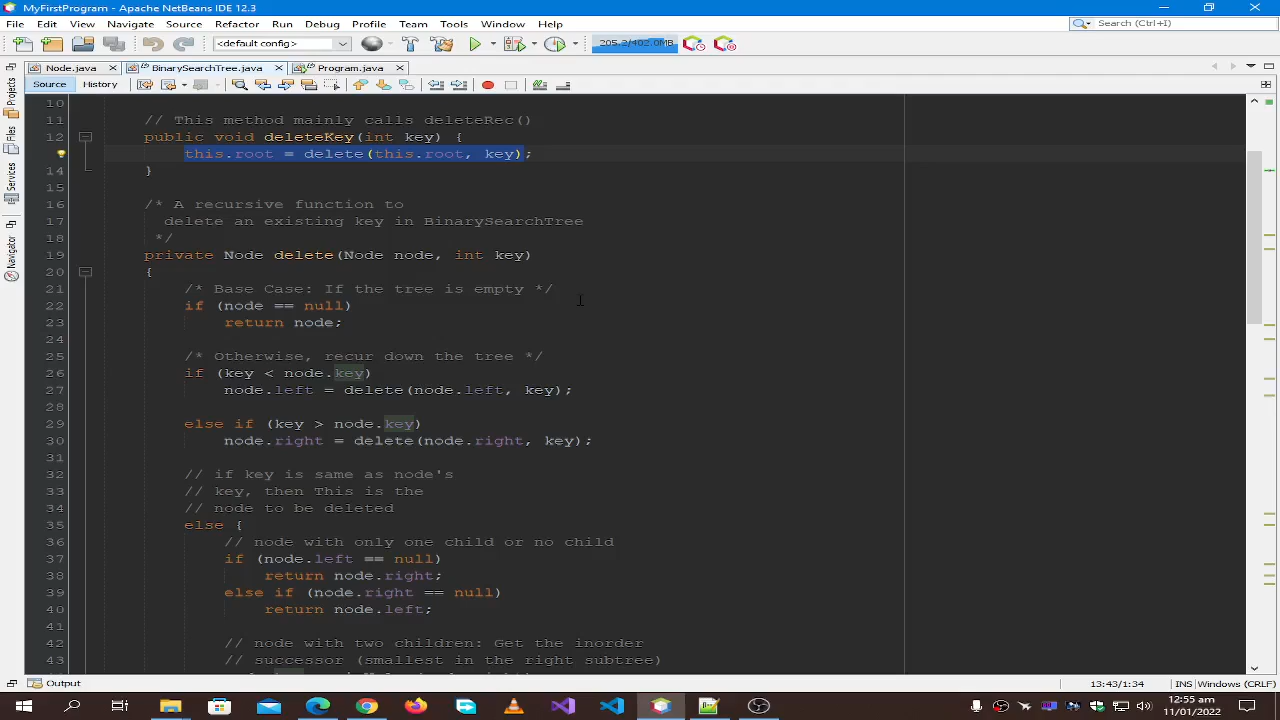 MyFirstProgram - Apache NetBeans IDE 12.3
File Edit View Navigate Source Refactor Run Debug Profile Team Tools Window Help
Search (Ctrl+I)
<default config>
205.2/402.0MB
Node.java
BinarySearchTree.java
Program.java
Source History
Projects
Files
Services
Navigator
10
11 // This method mainly calls deleteRec()
12 public void deleteKey(int key) {
this.root = delete(this.root, key);
14 }
15
16 /* A recursive function to
17 delete an existing key in BinarySearchTree
18 */
19 private Node delete(Node node, int key)
20 {
21 /* Base Case: If the tree is empty */
22 if (node == null)
23 return node;
24
25 /* Otherwise, recur down the tree */
26 if (key < node.key)
27 node.left = delete(node.left, key);
28
29 else if (key > node.key)
30 node.right = delete(node.right, key);
31
32 // if key is same as node's
33 // key, then This is the
34 // node to be deleted
35 else {
36 // node with only one child or no child
37 if (node.left == null)
38 return node.right;
39 else if (node.right == null)
40 return node.left;
41
42 // node with two children: Get the inorder
43 // successor (smallest in the right subtree)
Output
13:43/1:34
INS
Windows (CRLF)
12:55 am
11/01/2022